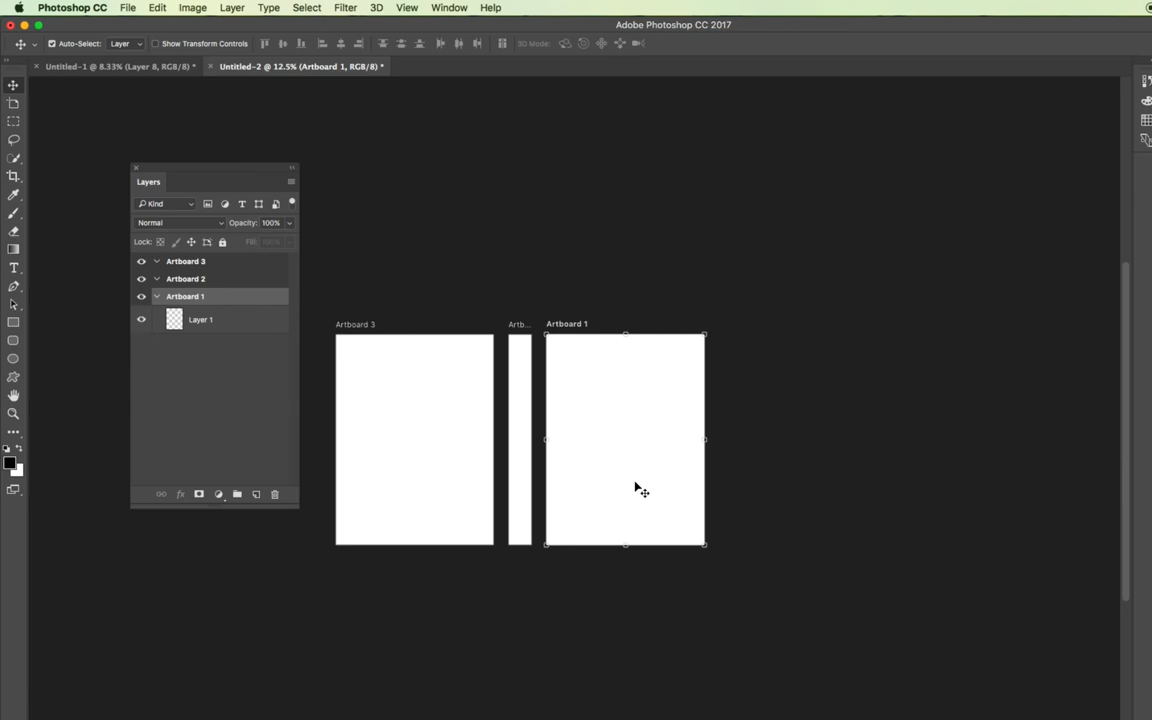 Photoshop CC File Edit Image Layer Type Select Filter 3D View Window Help
Adobe Photoshop CC 2017
Auto-Select: Layer Show Transform Controls 3D Mode:
Untitled-1 @ 8.33% (Layer 8, RGB/8) * Untitled-2 @ 12.5% (Artboard 1, RGB/8) *
Layers
Kind
Normal Opacity: 100%
Lock: Fill: 100%
Artboard 3
Artboard 2
Artboard 1
Layer 1
Artboard 3 Artb... Artboard 1